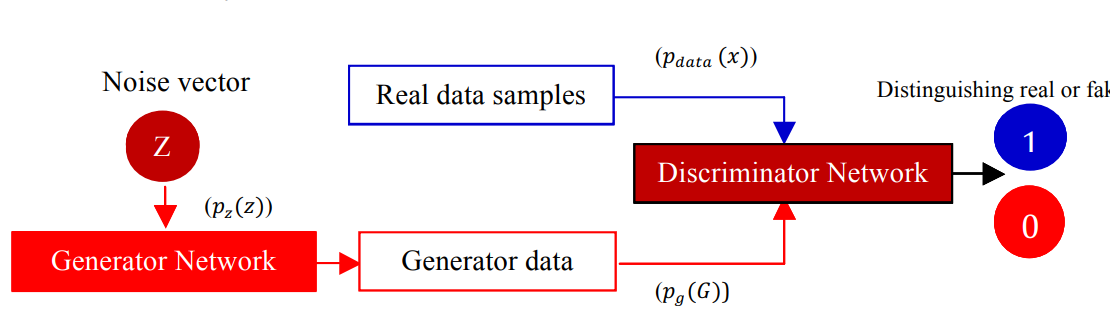 (p_data (x))
Noise vector
Real data samples
Distinguishing real or fak
Z
1
Discriminator Network
(p_z(z))
0
Generator Network
Generator data
(p_g(G))